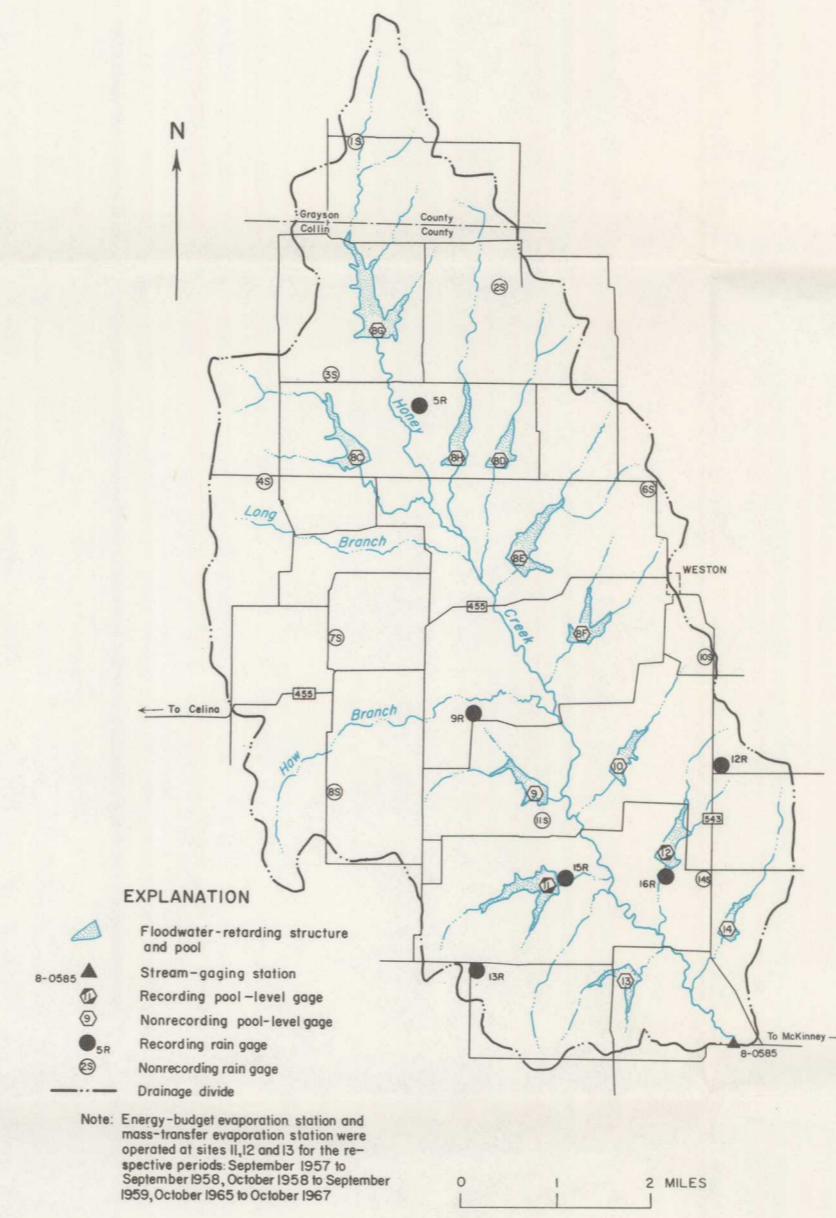 N
1S
Grayson County
Collin County
2S
8G
3S
5R
Honey
8C
8H
8D
4S
6S
Long
Branch
8E
WESTON
455
Creek
8F
7S
10S
455
To Celina
Branch
9R
Haw
12R
10
8S
9
11S
543
12
15R
11
16R
14S
14
13R
13
To McKinney
8-0585
EXPLANATION
Floodwater-retarding structure
and pool
8-0585 Stream-gaging station
11 Recording pool-level gage
9 Nonrecording pool-level gage
5R Recording rain gage
2S Nonrecording rain gage
Drainage divide
Note: Energy-budget evaporation station and
mass-transfer evaporation station were
operated at sites 11,12 and 13 for the re-
spective periods: September 1957 to
September 1958, October 1958 to September
1959, October 1965 to October 1967
0 1 2 MILES